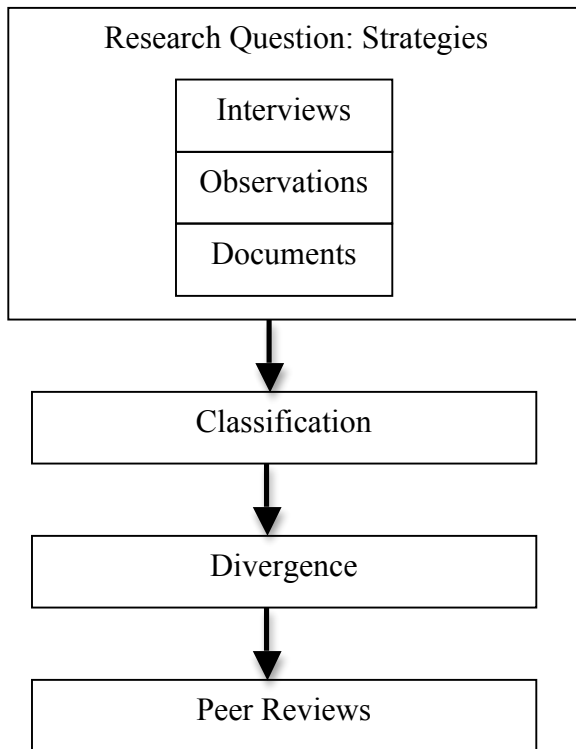 Research Question: Strategies
Interviews
Observations
Documents
Classification
Divergence
Peer Reviews